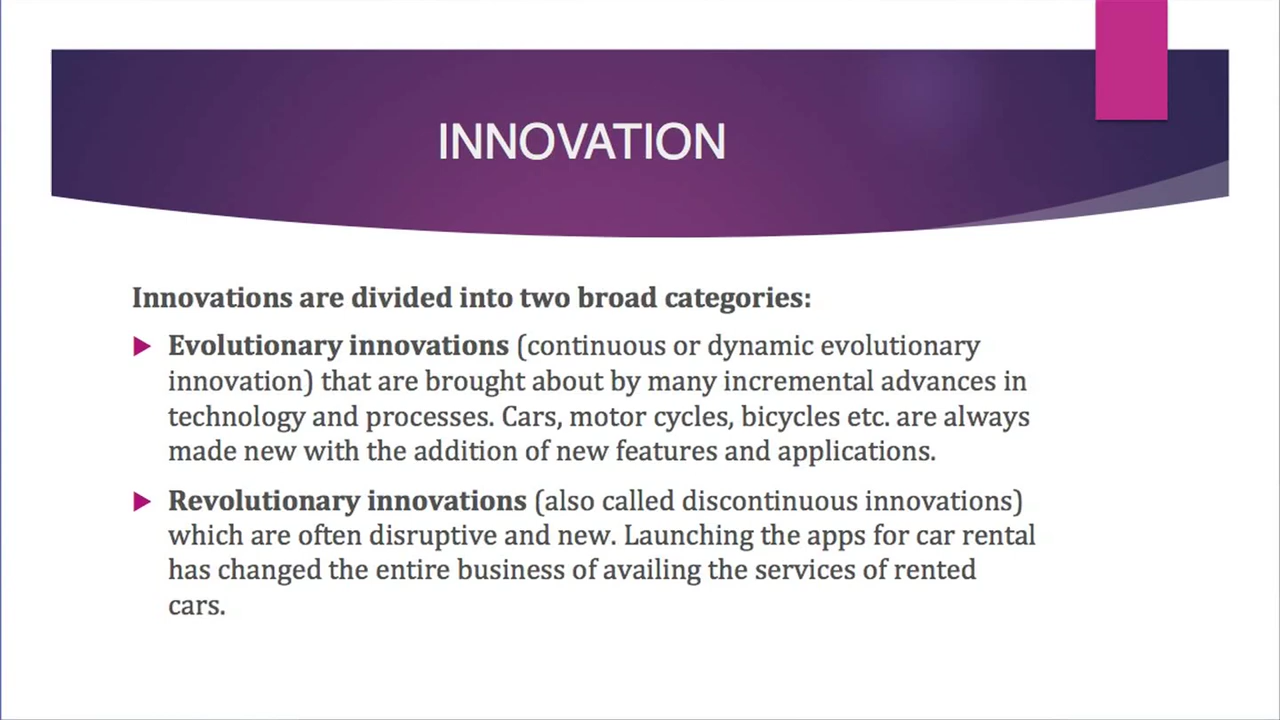 INNOVATION
Innovations are divided into two broad categories:
Evolutionary innovations (continuous or dynamic evolutionary
innovation) that are brought about by many incremental advances in
technology and processes. Cars, motor cycles, bicycles etc. are always
made new with the addition of new features and applications.
Revolutionary innovations (also called discontinuous innovations)
which are often disruptive and new. Launching the apps for car rental
has changed the entire business of availing the services of rented
cars.